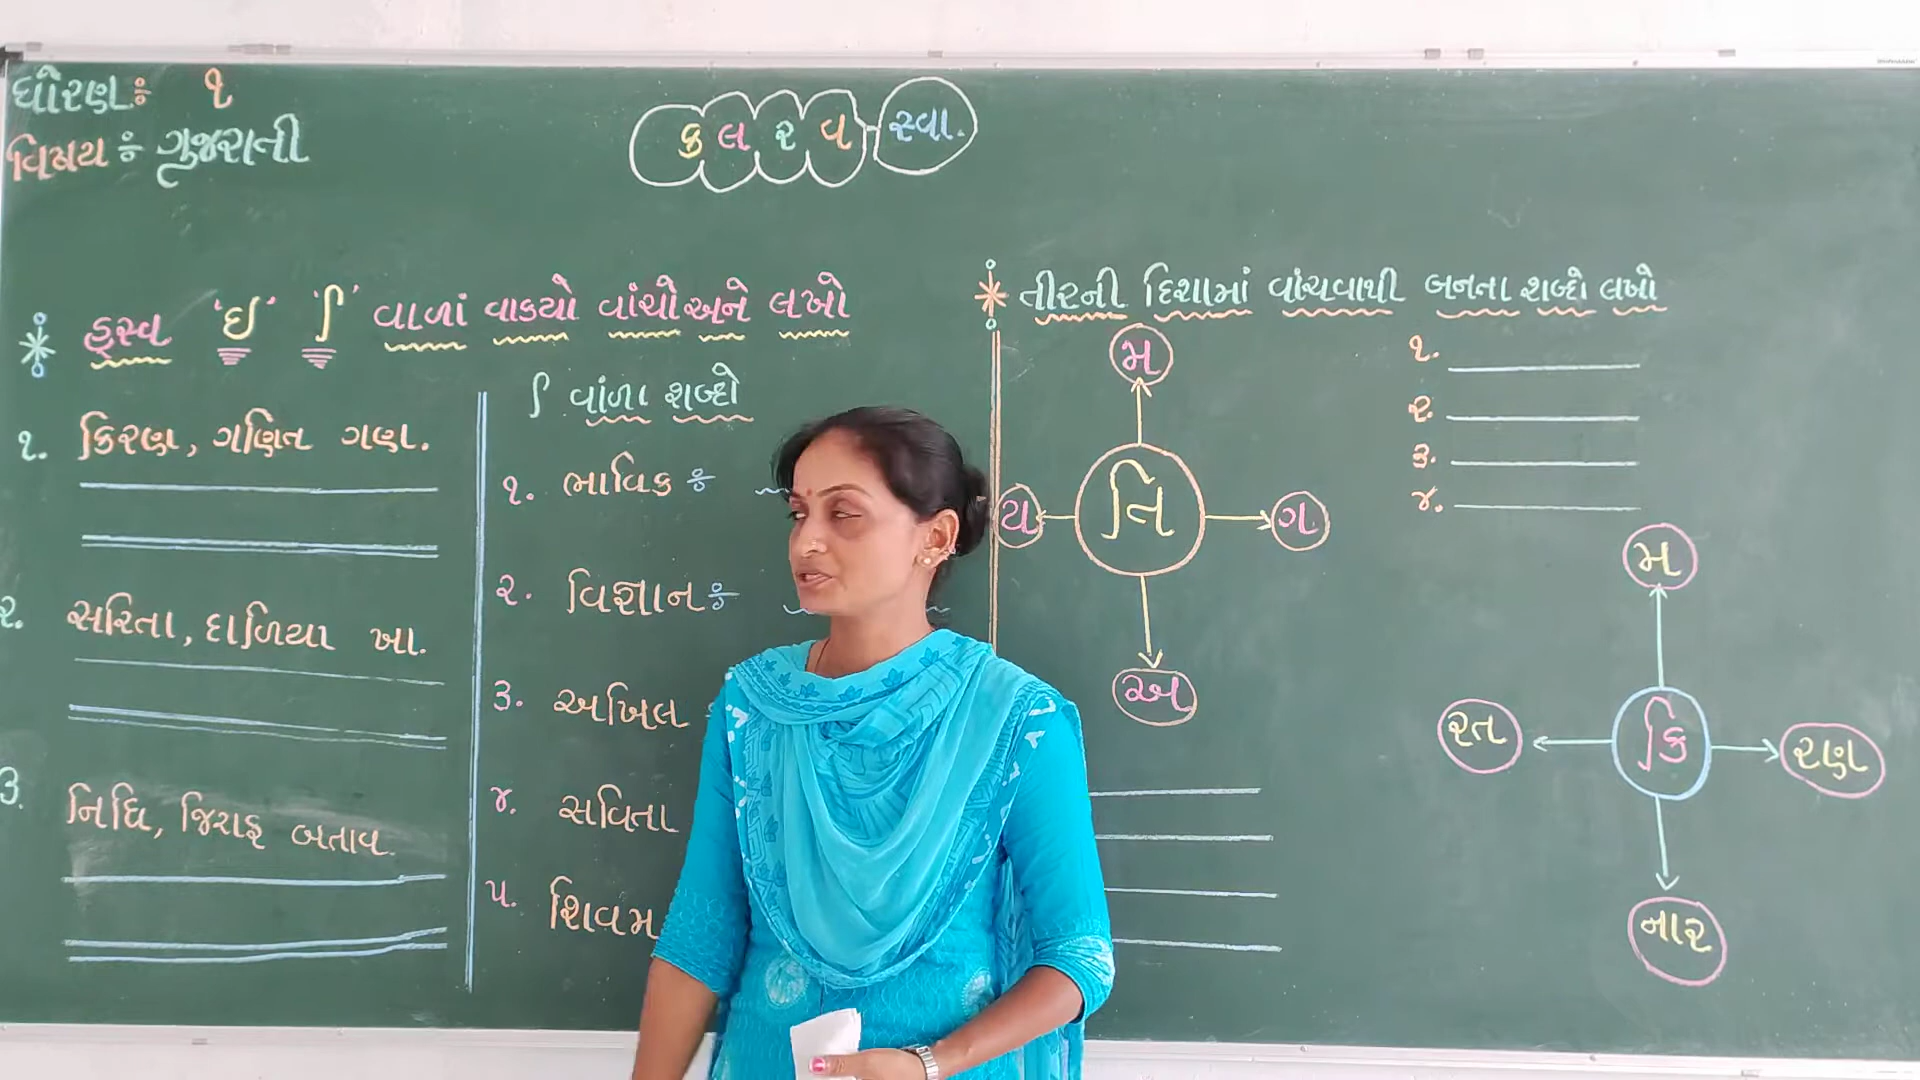 ધોરણઃ ૧
વિષયઃ ગુજરાતી
ક લ ર વ - સ્વા.
હ્રસ્વ 'ઇ' 'િ' વાળાં વાકયો વાંચો અને લખો
૧. કિરણ, ગણિત ગણ.
૨. સરિતા, દાળિયા ખા.
૩. નિધિ, જિરાફ બતાવ.
િ વાંળા શબ્દો
૧. ભાવિક ઃ
૨. વિજ્ઞાન ઃ
૩. અખિલ
૪. સવિતા
૫. શિવમ
તીરની દિશામાં વાંચવાથી બનતા શબ્દો લખો
મ
ય નિ ગ
અ
૧.
૨.
૩.
૪.
મ
રત કિ રણ
નાર